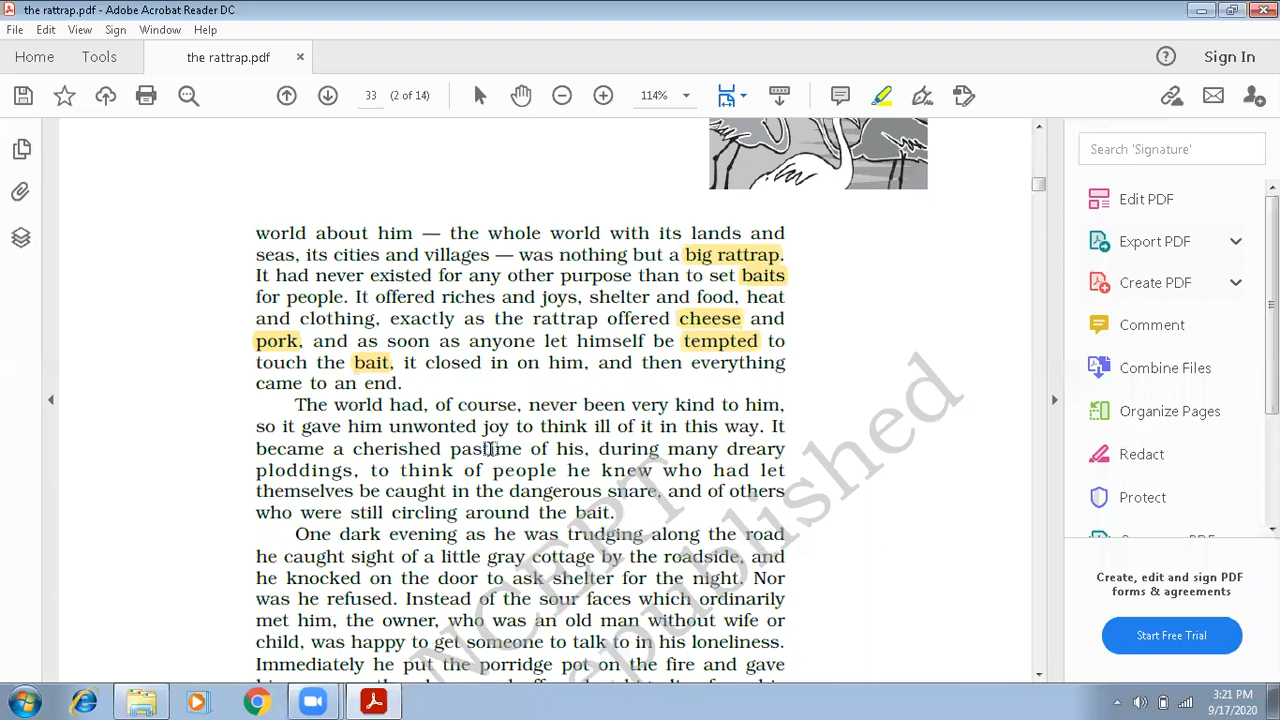 the rattrap.pdf - Adobe Acrobat Reader DC
File Edit View Sign Window Help
Home Tools the rattrap.pdf × Sign In
33 (2 of 14) 114%
Search 'Signature'
Edit PDF
Export PDF
Create PDF
Comment
Combine Files
Organize Pages
Redact
Protect
Create, edit and sign PDF
forms & agreements
Start Free Trial
world about him — the whole world with its lands and
seas, its cities and villages — was nothing but a big rattrap.
It had never existed for any other purpose than to set baits
for people. It offered riches and joys, shelter and food, heat
and clothing, exactly as the rattrap offered cheese and
pork, and as soon as anyone let himself be tempted to
touch the bait, it closed in on him, and then everything
came to an end.
The world had, of course, never been very kind to him,
so it gave him unwonted joy to think ill of it in this way. It
became a cherished pastime of his, during many dreary
ploddings, to think of people he knew who had let
themselves be caught in the dangerous snare, and of others
who were still circling around the bait.
One dark evening as he was trudging along the road
he caught sight of a little gray cottage by the roadside, and
he knocked on the door to ask shelter for the night. Nor
was he refused. Instead of the sour faces which ordinarily
met him, the owner, who was an old man without wife or
child, was happy to get someone to talk to in his loneliness.
Immediately he put the porridge pot on the fire and gave
NCERT
republished
3:21 PM
9/17/2020